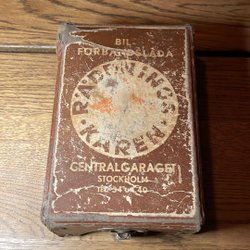 BIL-
FÖRBANDSLÅDA
RÄDDNINGS
KÅREN
CENTRALGARAGET
STOCKHOLM